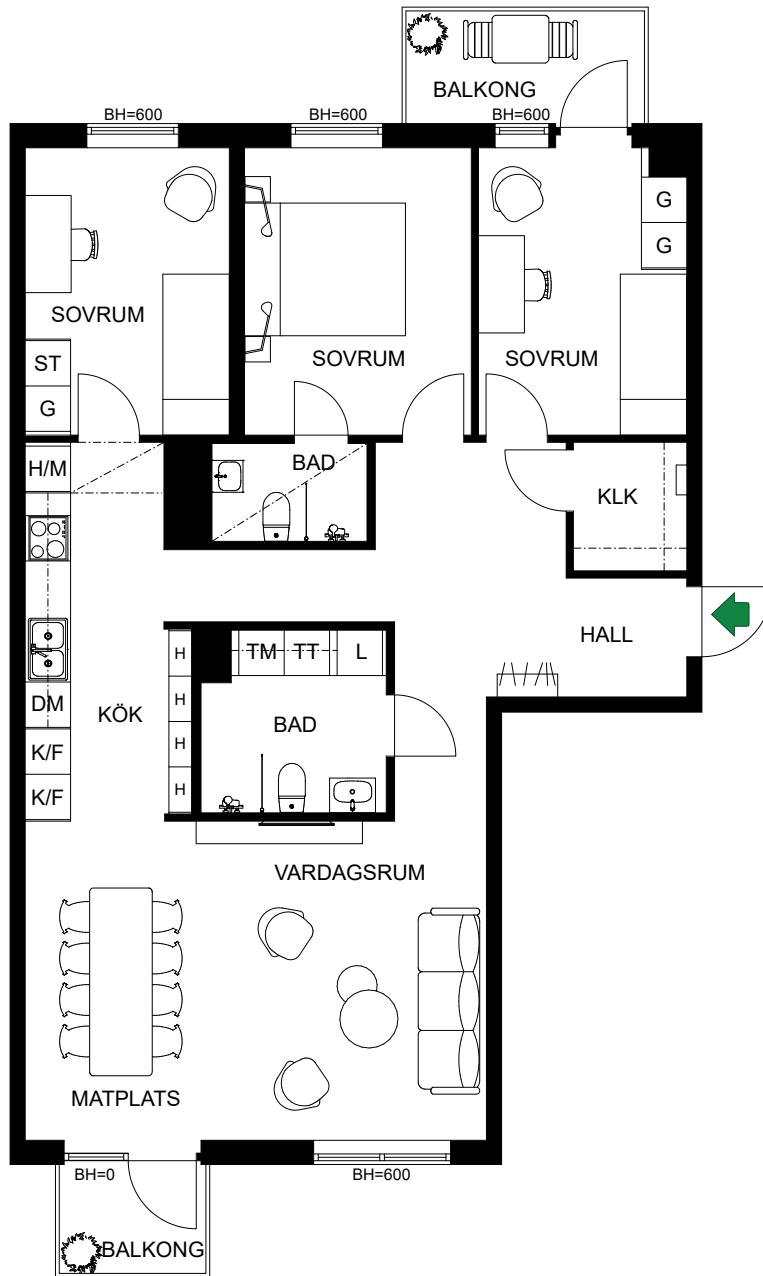 BALKONG
BH=600
BH=600
BH=600
G
G
SOVRUM
SOVRUM
SOVRUM
ST
G
H/M
BAD
KLK
HALL
TM
TT
L
H
H
H
H
DM
KÖK
BAD
K/F
K/F
VARDAGSRUM
MATPLATS
BH=0
BH=600
BALKONG